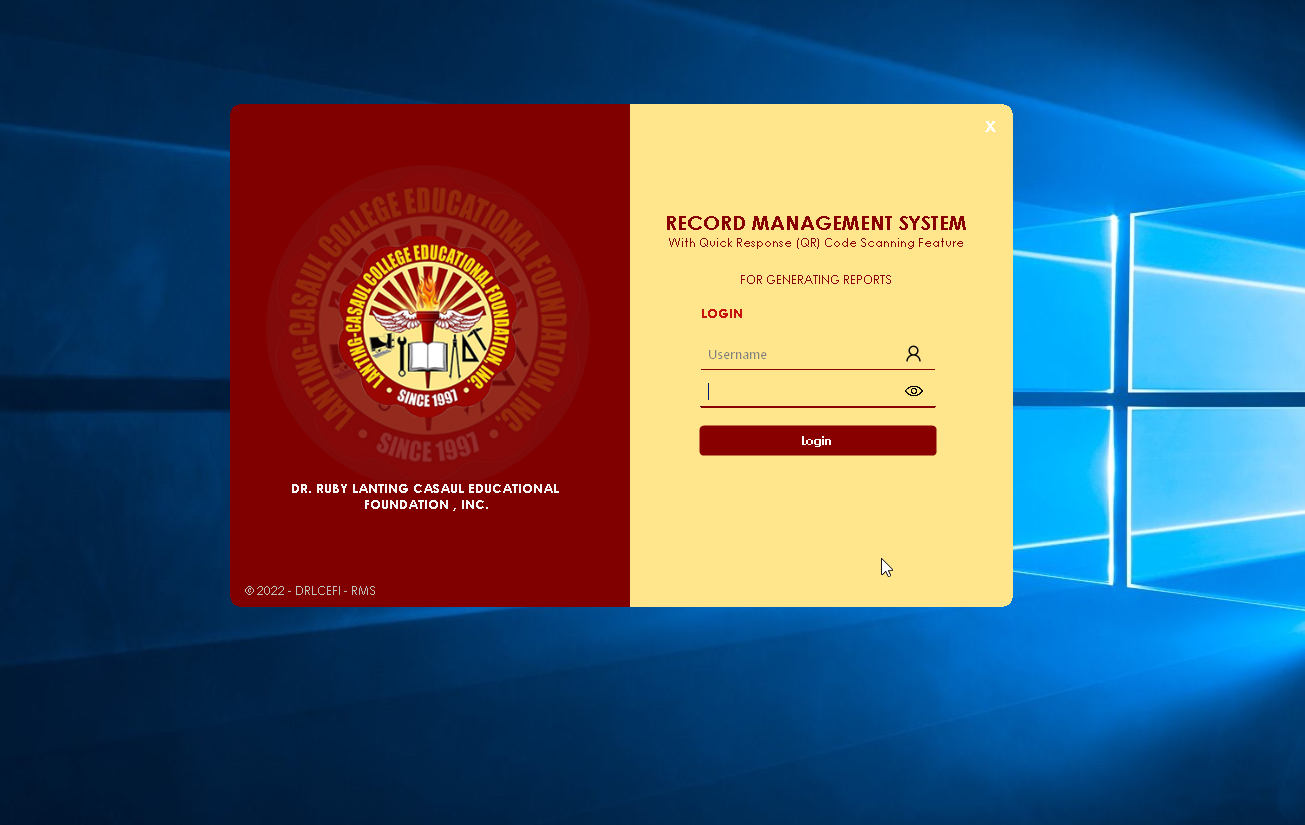 LANTING-CASAUL COLLEGE EDUCATIONAL FOUNDATION INC.
• SINCE 1997 •
LANTING-CASAUL COLLEGE EDUCATIONAL FOUNDATION INC.
• SINCE 1997 •
DR. RUBY LANTING CASAUL EDUCATIONAL
FOUNDATION , INC.
© 2022 - DRLCEFI - RMS
X
RECORD MANAGEMENT SYSTEM
With Quick Response (QR) Code Scanning Feature
FOR GENERATING REPORTS
LOGIN
Username
Login